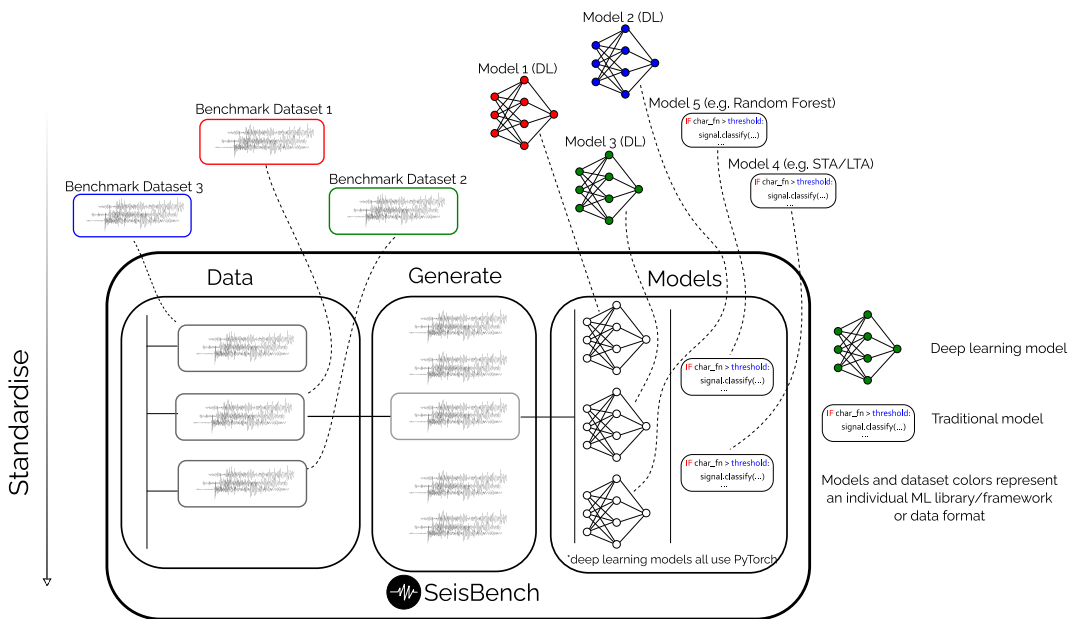 Model 2 (DL)
Model 1 (DL)
Benchmark Dataset 1
Model 5 (e.g. Random Forest)
IF char_fn > threshold:
signal.classify(...)
...
Model 3 (DL)
Model 4 (e.g. STA/LTA)
IF char_fn > threshold:
signal.classify(...)
...
Benchmark Dataset 3
Benchmark Dataset 2
Standardise
Data
Generate
Models
IF char_fn > threshold:
signal.classify(...)
...
IF char_fn > threshold:
signal.classify(...)
...
*deep learning models all use PyTorch
SeisBench
Deep learning model
IF char_fn > threshold:
signal.classify(...)
...
Traditional model
Models and dataset colors represent
an individual ML library/framework
or data format